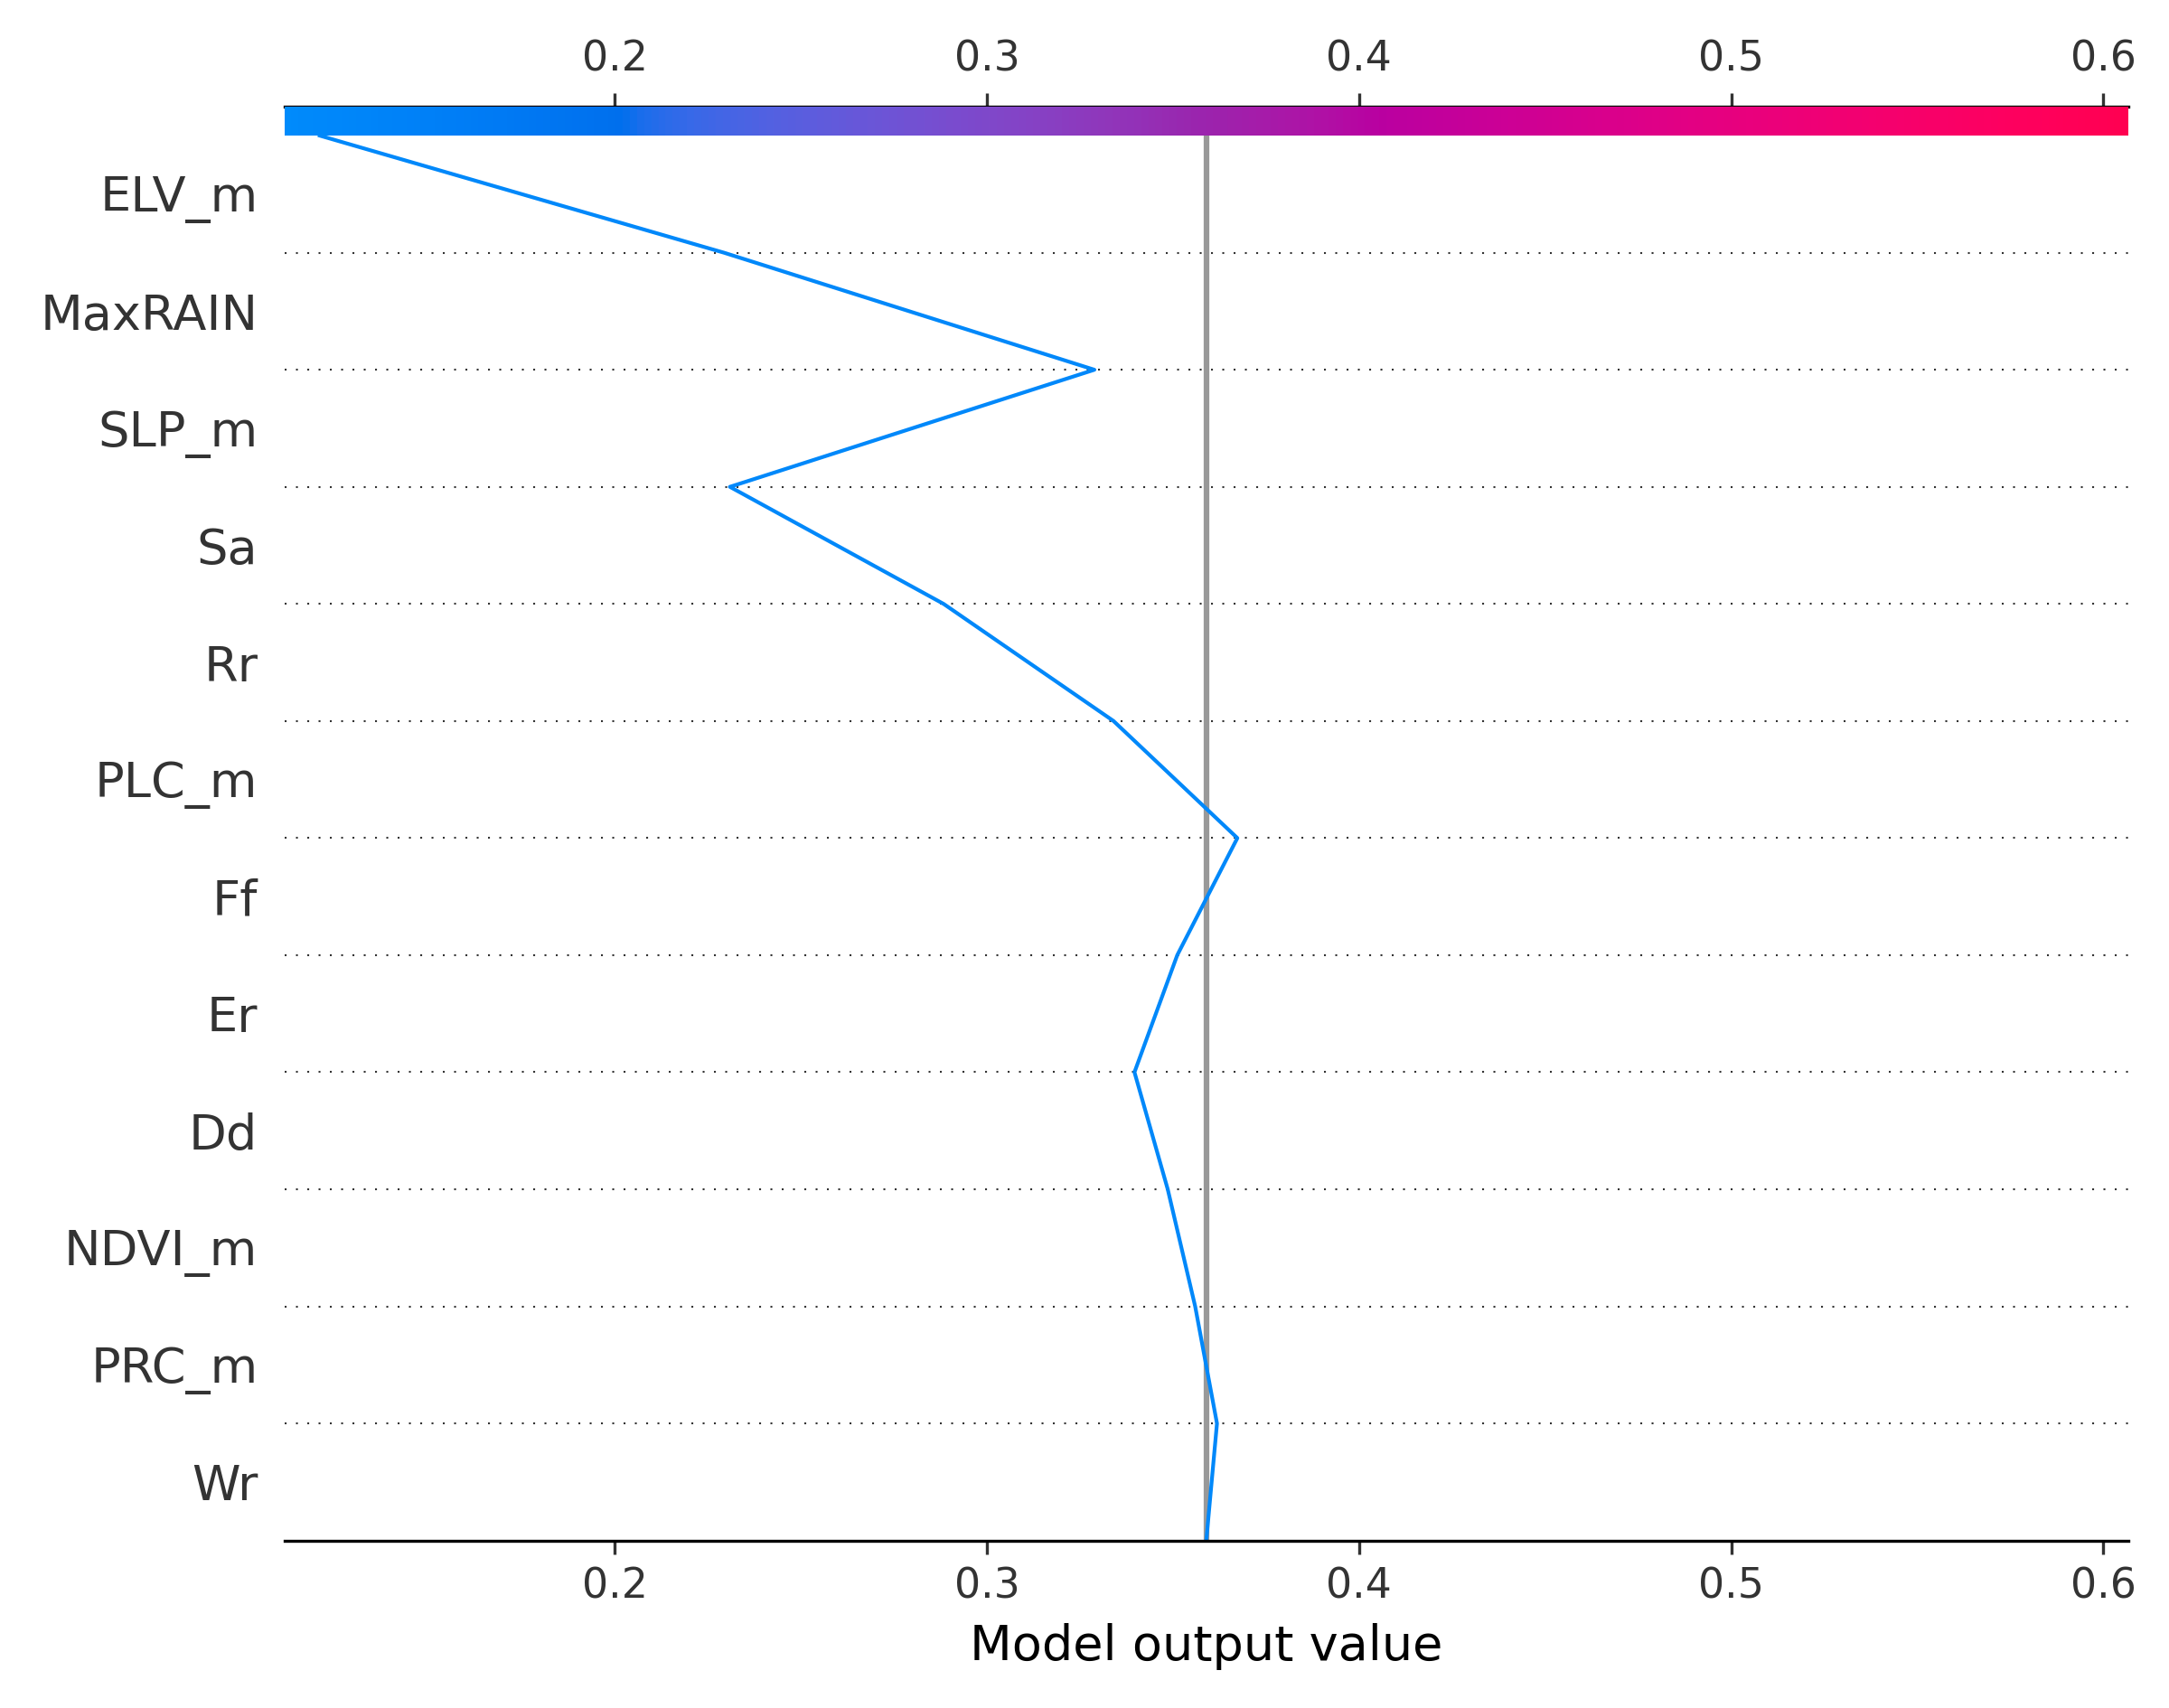 0.2 0.3 0.4 0.5 0.6
ELV_m
MaxRAIN
SLP_m
Sa
Rr
PLC_m
Ff
Er
Dd
NDVI_m
PRC_m
Wr
0.2 0.3 0.4 0.5 0.6
Model output value